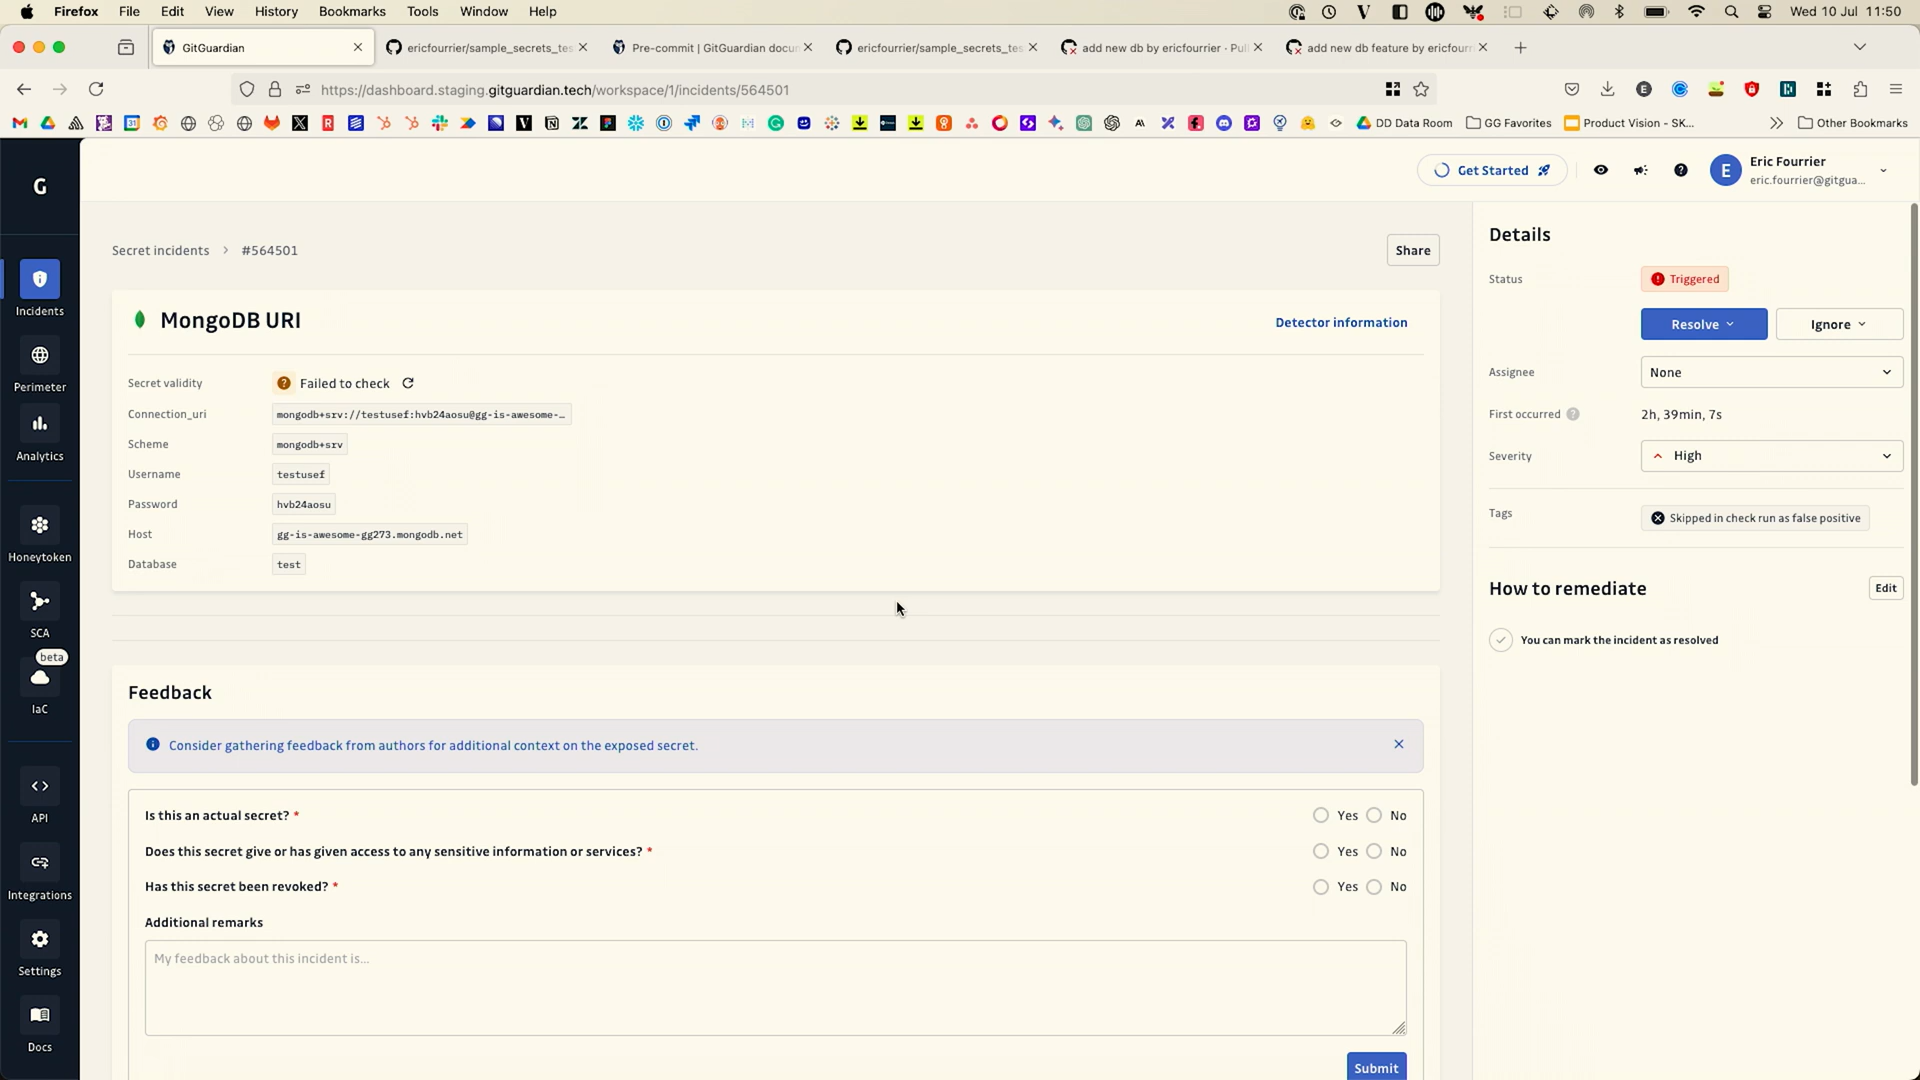 Firefox File Edit View History Bookmarks Tools Window Help Wed 10 Jul 11:50
GitGuardian ericfourrier/sample_secrets_tes Pre-commit | GitGuardian docu ericfourrier/sample_secrets_tes add new db by ericfourrier · Pull add new db feature by ericfourr
https://dashboard.staging.gitguardian.tech/workspace/1/incidents/564501
DD Data Room GG Favorites Product Vision - SK... Other Bookmarks
G
Incidents
Perimeter
Analytics
Honeytoken
SCA
beta
IaC
API
Integrations
Settings
Docs
Get Started
E
Eric Fourrier
eric.fourrier@gitgua...
Secret incidents > #564501
Share
MongoDB URI
Detector information
Secret validity Failed to check
Connection_uri mongodb+srv://testusef:hvb24aosu@gg-is-awesome-…
Scheme mongodb+srv
Username testusef
Password hvb24aosu
Host gg-is-awesome-gg273.mongodb.net
Database test
Feedback
Consider gathering feedback from authors for additional context on the exposed secret.
Is this an actual secret? * Yes No
Does this secret give or has given access to any sensitive information or services? * Yes No
Has this secret been revoked? * Yes No
Additional remarks
My feedback about this incident is...
Submit
Details
Status Triggered
Resolve Ignore
Assignee None
First occurred 2h, 39min, 7s
Severity High
Tags Skipped in check run as false positive
How to remediate Edit
You can mark the incident as resolved